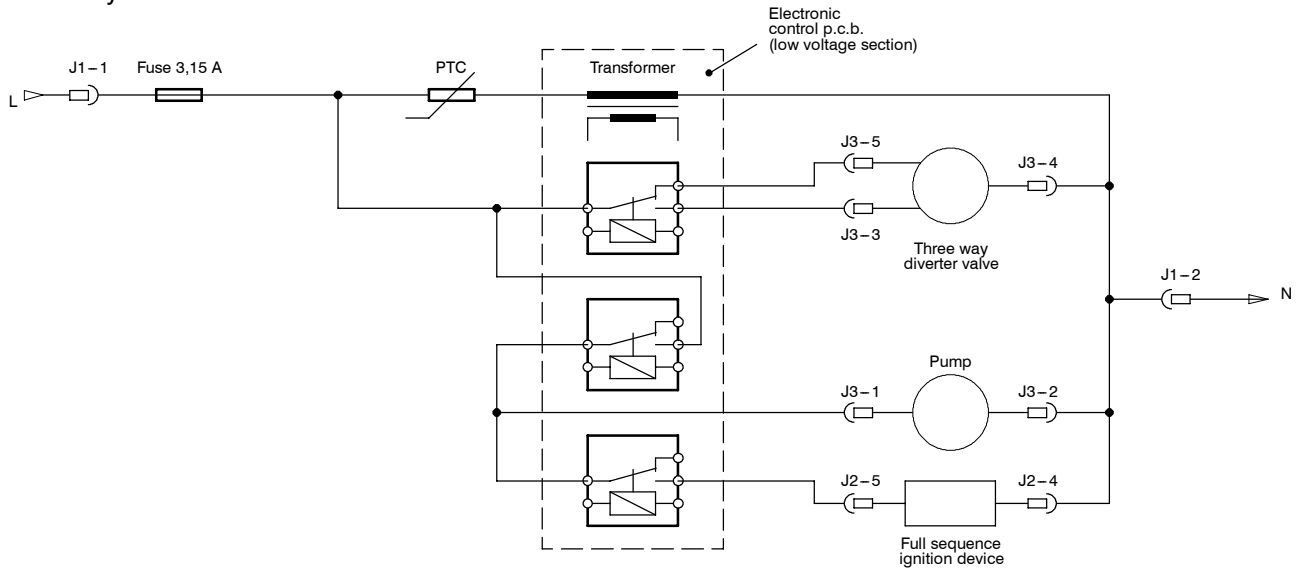 Electronic
control p.c.b.
(low voltage section)
J1-1
Fuse 3,15 A
PTC
Transformer
L
J3-5
J3-4
J3-3
Three way
diverter valve
J1-2
N
Pump
J3-1
J3-2
J2-5
J2-4
Full sequence
ignition device